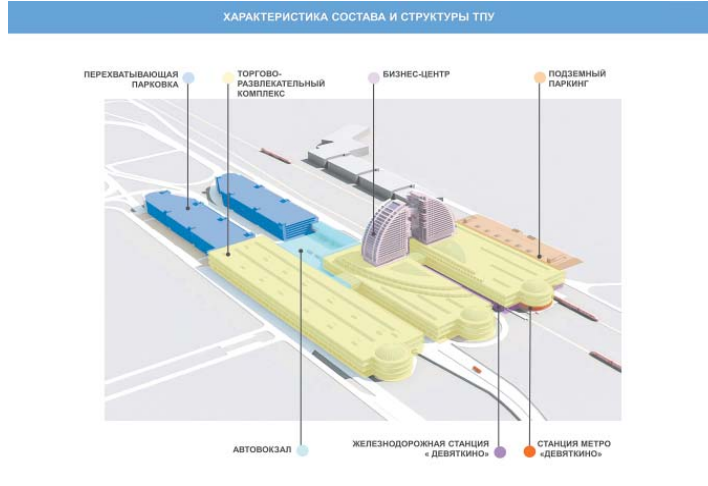 ХАРАКТЕРИСТИКА СОСТАВА И СТРУКТУРЫ ТПУ
ПЕРЕХВАТЫВАЮЩАЯ
ПАРКОВКА
ТОРГОВО-
РАЗВЛЕКАТЕЛЬНЫЙ
КОМПЛЕКС
БИЗНЕС-ЦЕНТР
ПОДЗЕМНЫЙ
ПАРКИНГ
АВТОВОКЗАЛ
ЖЕЛЕЗНОДОРОЖНАЯ СТАНЦИЯ
« ДЕВЯТКИНО»
СТАНЦИЯ МЕТРО
«ДЕВЯТКИНО»